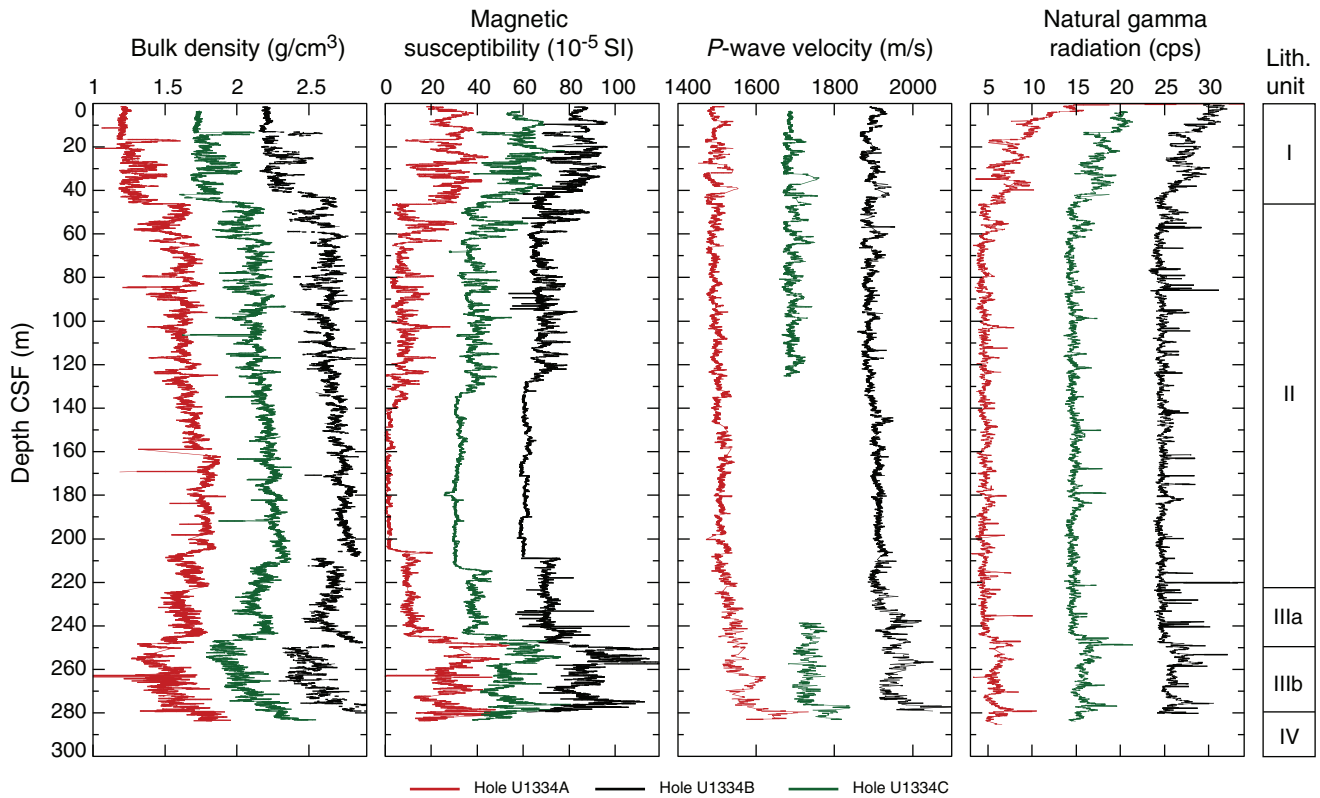 Bulk density (g/cm3)
1 1.5 2 2.5
Magnetic
susceptibility (10-5 SI)
0 20 40 60 80 100
P-wave velocity (m/s)
1400 1600 1800 2000
Natural gamma
radiation (cps)
5 10 15 20 25 30
Lith.
unit
Depth CSF (m)
0
20
40
60
80
100
120
140
160
180
200
220
240
260
280
300
I
II
IIIa
IIIb
IV
Hole U1334A
Hole U1334B
Hole U1334C